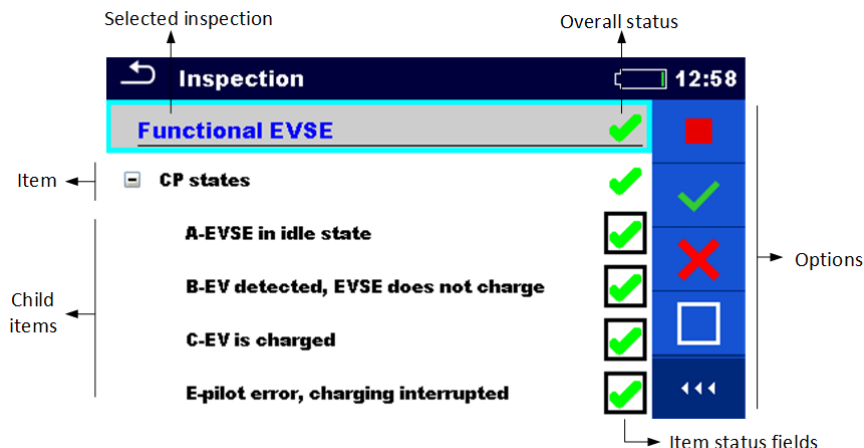 Selected inspection
Overall status
Inspection
12:58
Functional EVSE
Item
CP states
A-EVSE in idle state
Options
B-EV detected, EVSE does not charge
Child
items
C-EV is charged
E-pilot error, charging interrupted
Item status fields